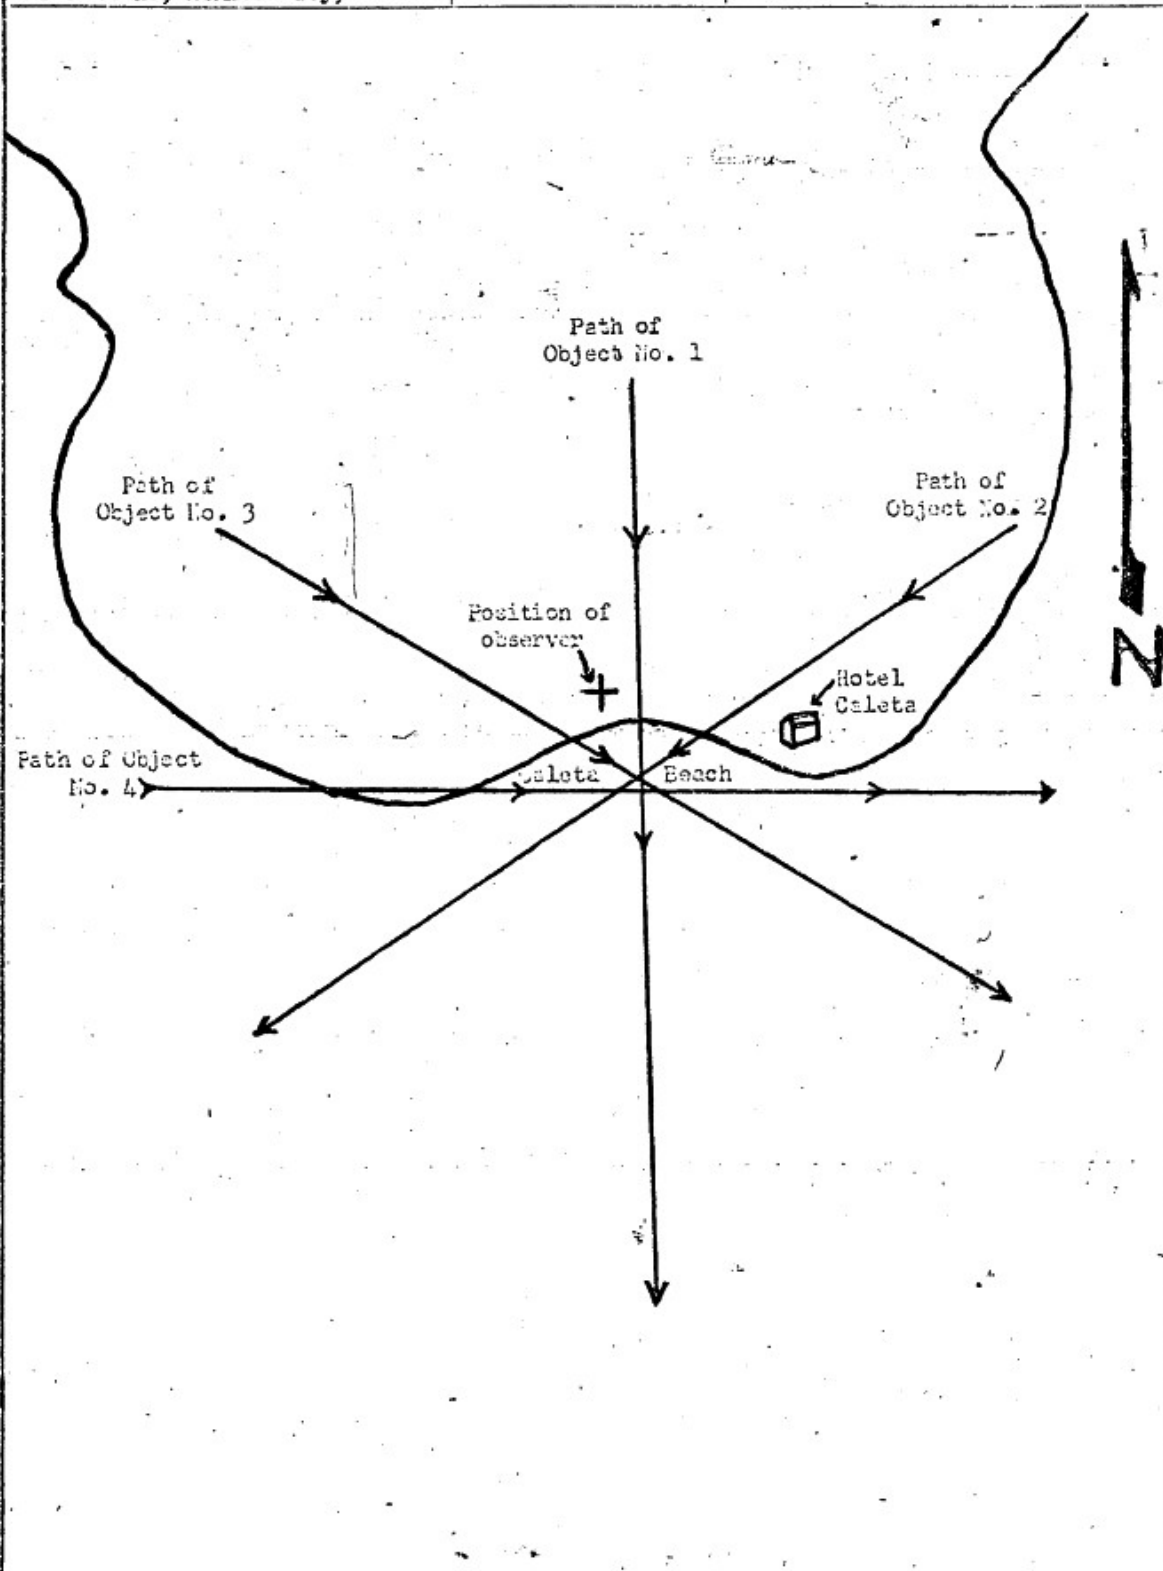 Path of
Object No. 1
Path of
Object No. 3
Path of
Object No. 2
Position of
observer
Hotel
Caleta
Path of Object
No. 4
Caleta Beach
N